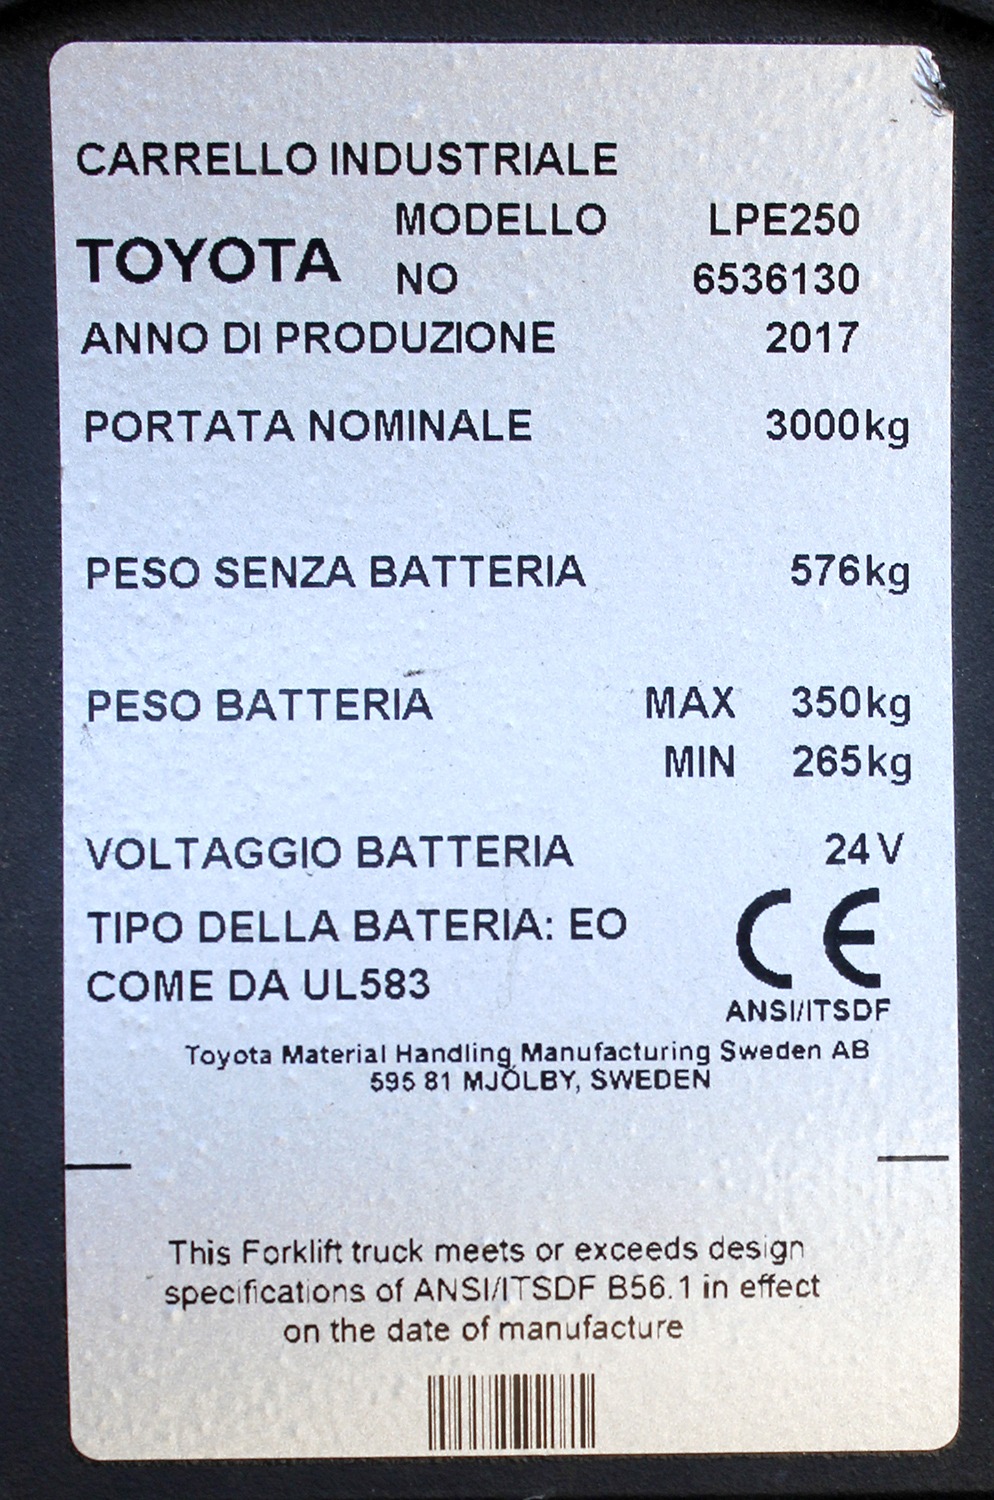 CARRELLO INDUSTRIALE
MODELLO LPE250
TOYOTA
NO 6536130
ANNO DI PRODUZIONE 2017
PORTATA NOMINALE 3000kg
PESO SENZA BATTERIA 576kg
PESO BATTERIA MAX 350kg
MIN 265kg
VOLTAGGIO BATTERIA 24 V
TIPO DELLA BATERIA: EO
COME DA UL583
CE
ANSI/ITSDF
Toyota Material Handling Manufacturing Sweden AB
595 81 MJÖLBY, SWEDEN
This Forklift truck meets or exceeds design
specifications of ANSI/ITSDF B56.1 in effect
on the date of manufacture